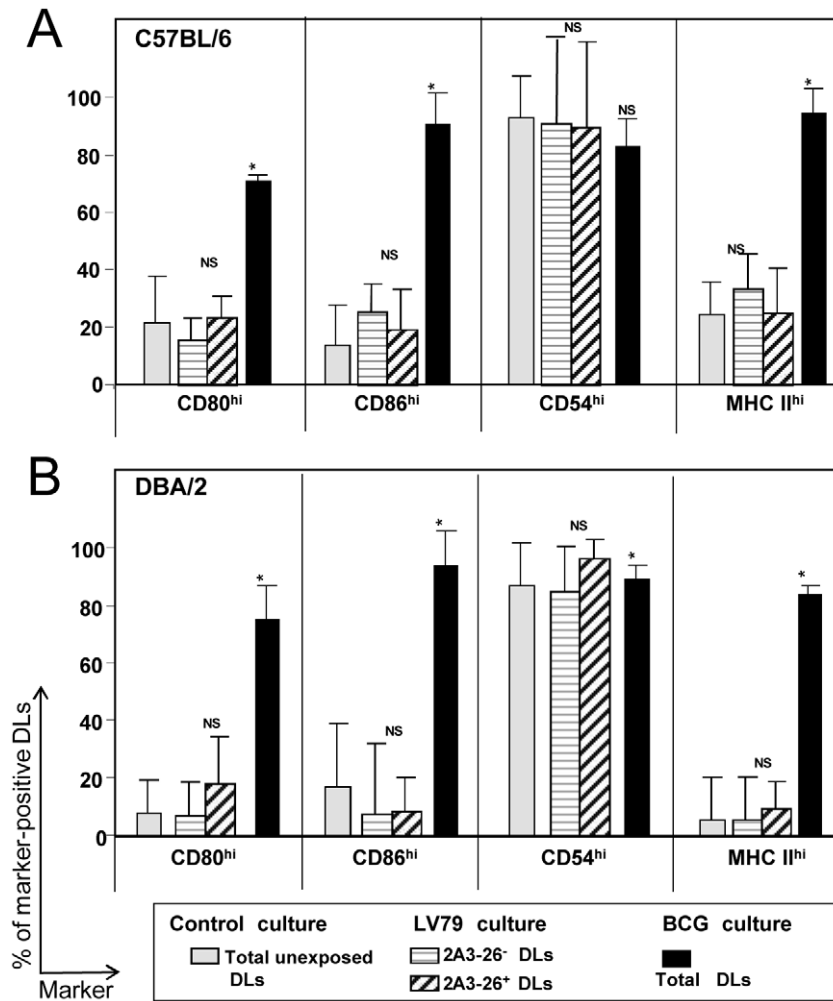 A
C57BL/6
NS
*
*
NS
*
*
100
80
60
40
20
0
NS
NS
NS
CD80hi
CD86hi
CD54hi
MHC IIhi
B
DBA/2
*
*
NS
*
*
100
80
60
40
20
0
NS
NS
NS
CD80hi
CD86hi
CD54hi
MHC IIhi
% of marker-positive DLs
Marker
Control culture
LV79 culture
BCG culture
Total unexposed DLs
2A3-26- DLs
2A3-26+ DLs
Total DLs